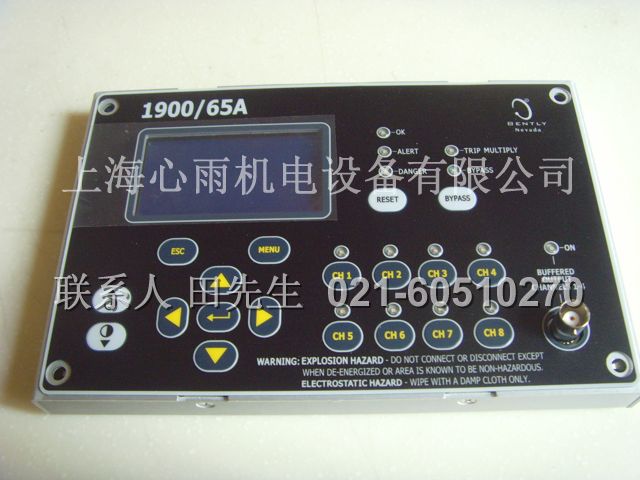 1900/65A
BENTLY
Nevada
OK
ALERT
TRIP MULTIPLY
DANGER
BYPASS
RESET
BYPASS
上海心雨机电设备有限公司
ESC
MENU
ON
BUFFERED
OUTPUT
CH 1
CH 2
CH 3
CH 4
联系人 田先生 021-60510270
CH 5
CH 6
CH 7
CH 8
WARNING: EXPLOSION HAZARD - DO NOT CONNECT OR DISCONNECT EXCEPT
WHEN DE-ENERGIZED OR AREA IS KNOWN TO BE NON-HAZARDOUS.
ELECTROSTATIC HAZARD - WIPE WITH A DAMP CLOTH ONLY.